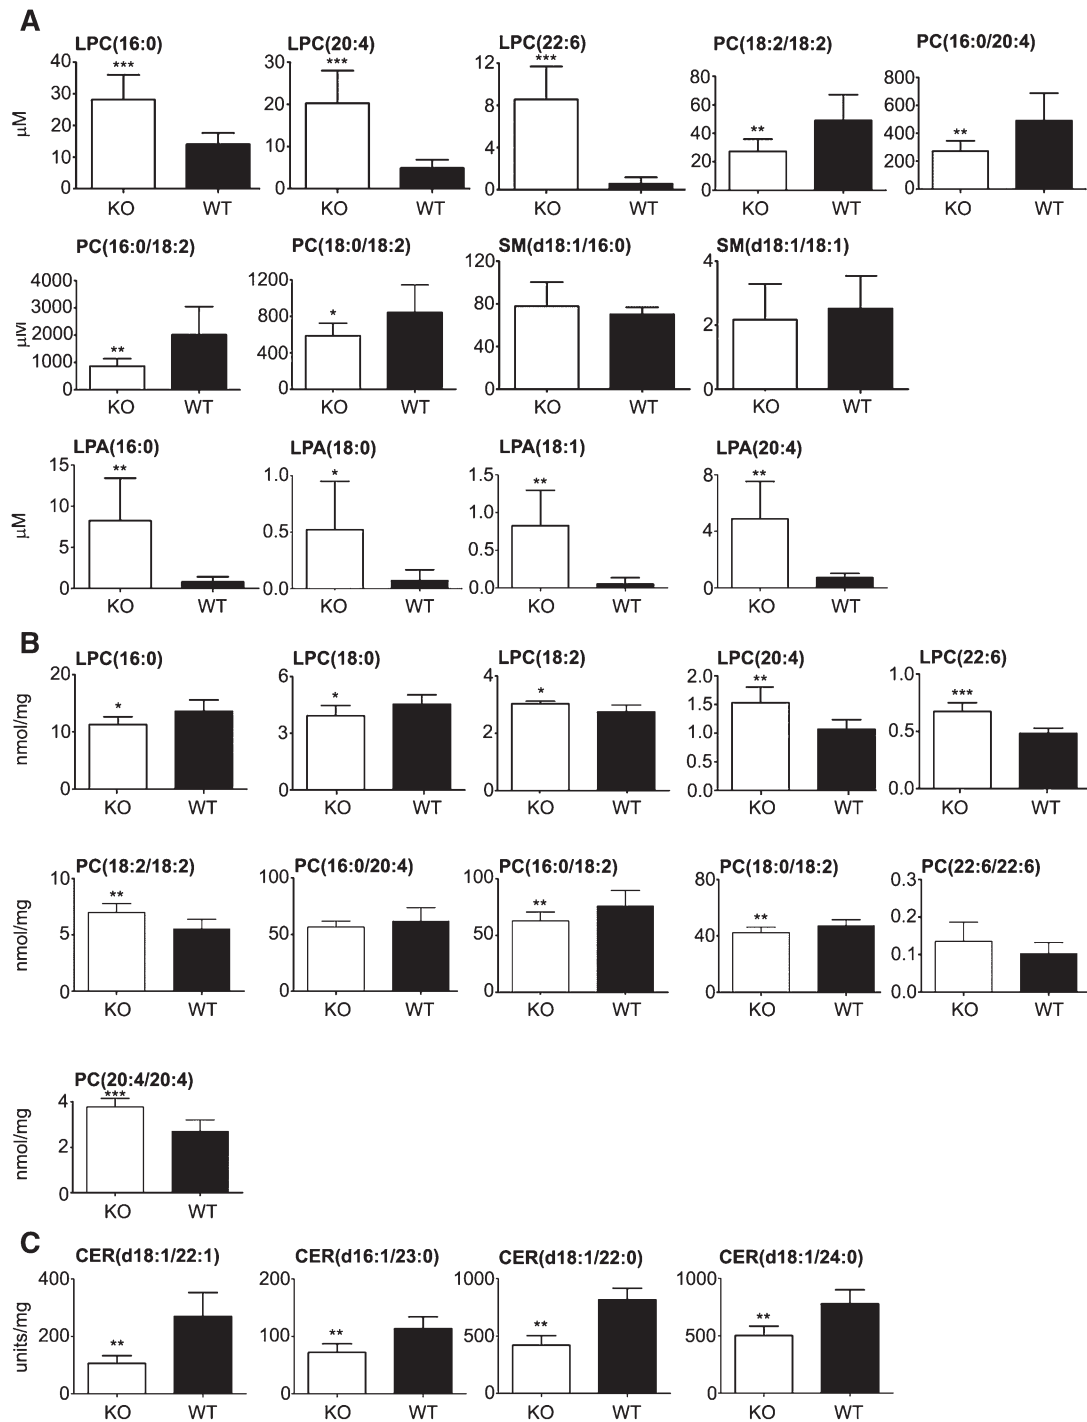 A
LPC(16:0) LPC(20:4) LPC(22:6) PC(18:2/18:2) PC(16:0/20:4)
μM
40 30 20 10 0
*** 
KO WT
30 20 10 0
***
KO WT
12 8 4 0
***
KO WT
80 60 40 20 0
**
KO WT
800 600 400 200 0
**
KO WT
PC(16:0/18:2) PC(18:0/18:2) SM(d18:1/16:0) SM(d18:1/18:1)
μM
4000 3000 2000 1000 0
**
KO WT
1200 800 400 0
*
KO WT
120 80 40 0
KO WT
4 2 0
KO WT
LPA(16:0) LPA(18:0) LPA(18:1) LPA(20:4)
μM
15 10 5 0
**
KO WT
1.0 0.5 0.0
*
KO WT
1.5 1.0 0.5 0.0
**
KO WT
8 4 0
**
KO WT
B
LPC(16:0) LPC(18:0) LPC(18:2) LPC(20:4) LPC(22:6)
nmol/mg
20 10 0
*
KO WT
6 3 0
*
KO WT
4 2 0
*
KO WT
2.0 1.5 1.0 0.5 0.0
**
KO WT
1.0 0.5 0.0
***
KO WT
PC(18:2/18:2) PC(16:0/20:4) PC(16:0/18:2) PC(18:0/18:2) PC(22:6/22:6)
nmol/mg
10 5 0
**
KO WT
100 50 0
KO WT
100 50 0
**
KO WT
80 40 0
**
KO WT
0.3 0.2 0.1 0.0
KO WT
PC(20:4/20:4)
nmol/mg
4 2 0
***
KO WT
C
CER(d18:1/22:1) CER(d16:1/23:0) CER(d18:1/22:0) CER(d18:1/24:0)
units/mg
400 200 0
**
KO WT
200 100 0
**
KO WT
1000 500 0
**
KO WT
1000 500 0
**
KO WT